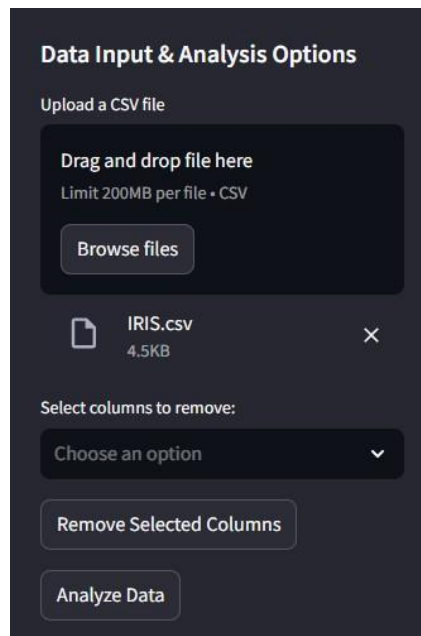 Data Input & Analysis Options
Upload a CSV file
Drag and drop file here
Limit 200MB per file • CSV
Browse files
IRIS.csv
4.5KB
Select columns to remove:
Choose an option
Remove Selected Columns
Analyze Data